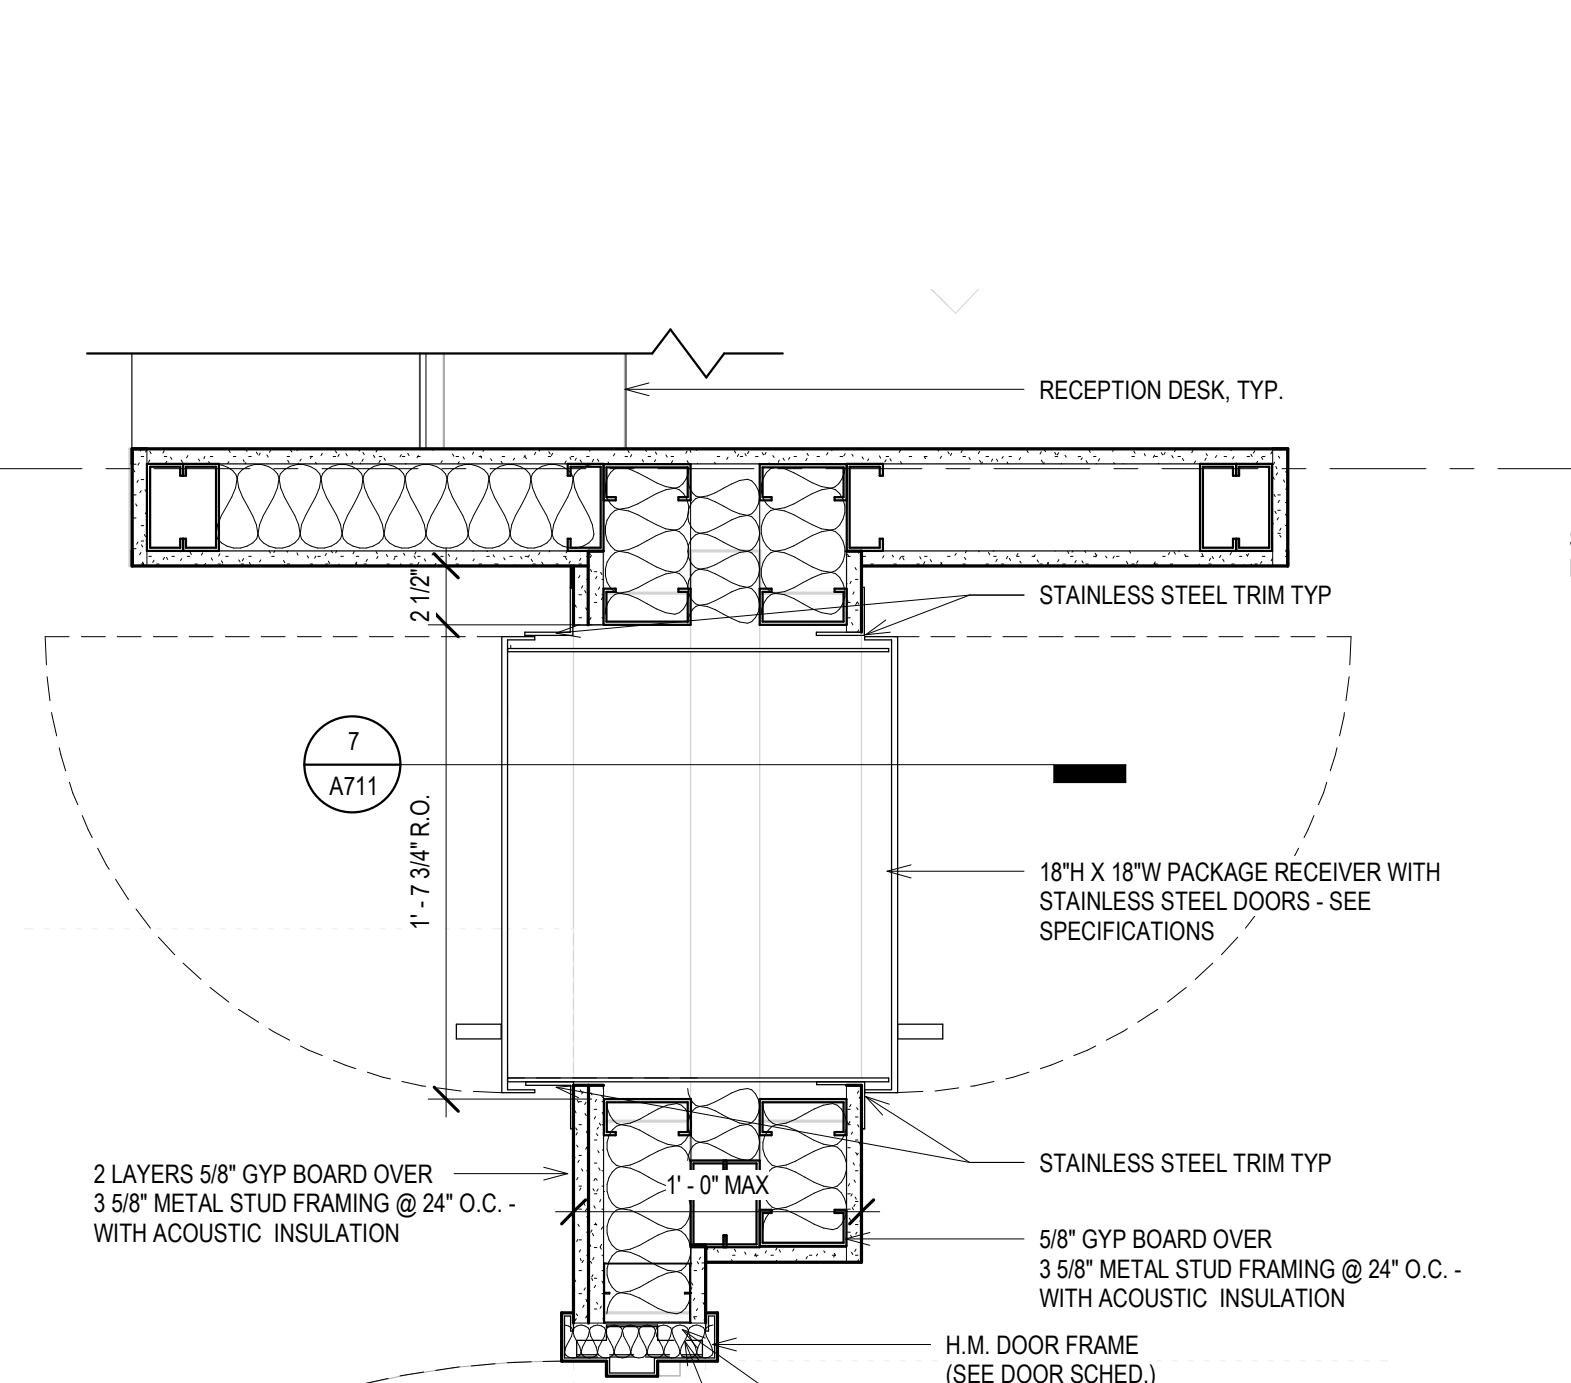 RECEPTION DESK, TYP.
2 1/2"
STAINLESS STEEL TRIM TYP
7
A711
1' - 7 3/4" R.O.
18"H X 18"W PACKAGE RECEIVER WITH
STAINLESS STEEL DOORS - SEE
SPECIFICATIONS
STAINLESS STEEL TRIM TYP
2 LAYERS 5/8" GYP BOARD OVER
3 5/8" METAL STUD FRAMING @ 24" O.C. -
WITH ACOUSTIC INSULATION
1' - 0" MAX
5/8" GYP BOARD OVER
3 5/8" METAL STUD FRAMING @ 24" O.C. -
WITH ACOUSTIC INSULATION
H.M. DOOR FRAME
(SEE DOOR SCHED.)